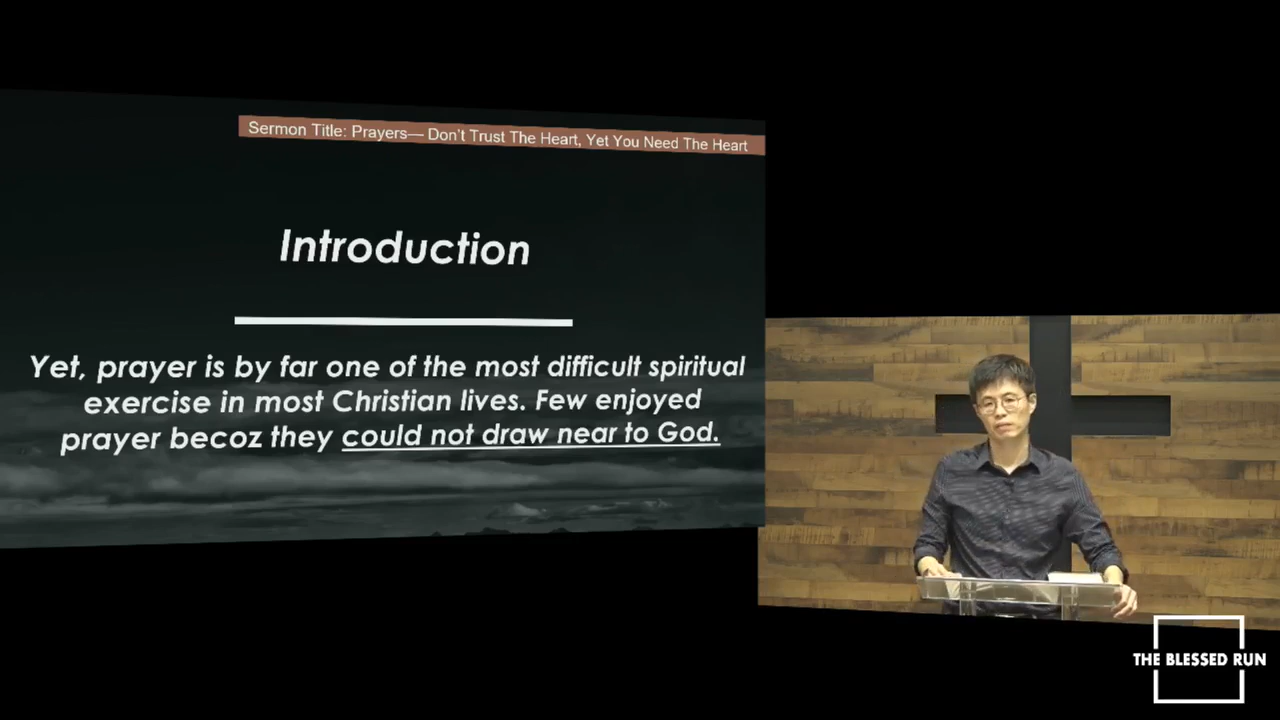 Sermon Title: Prayers— Don't Trust The Heart, Yet You Need The Heart
Introduction
Yet, prayer is by far one of the most difficult spiritual
exercise in most Christian lives. Few enjoyed
prayer becoz they could not draw near to God.
THE BLESSED RUN